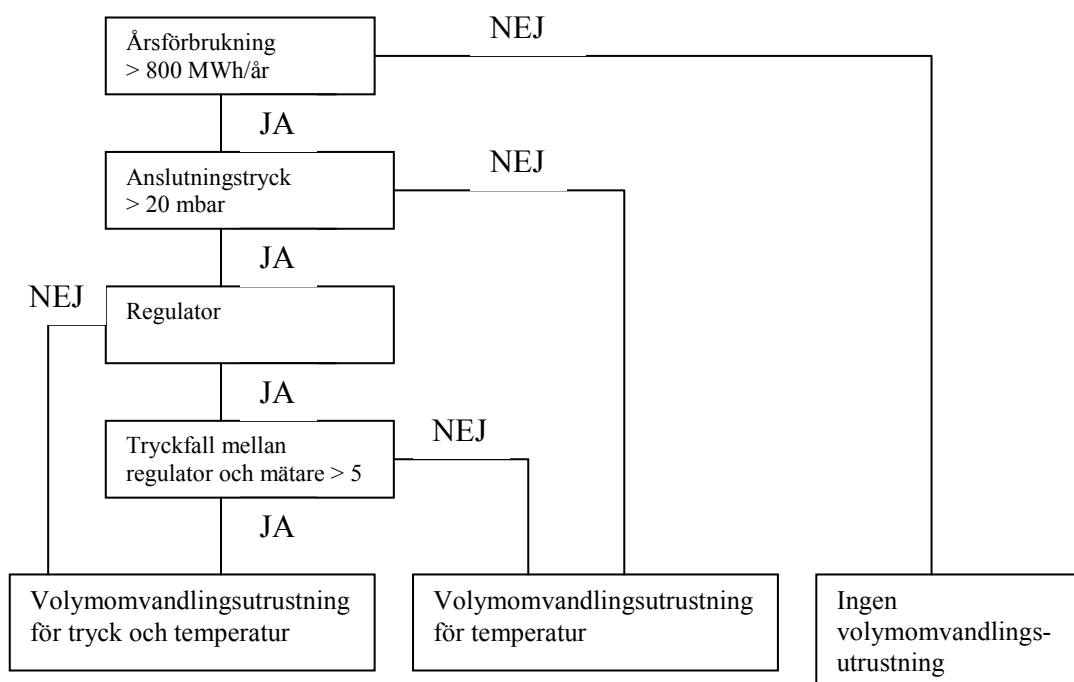 NEJ
Årsförbrukning
> 800 MWh/år
JA
NEJ
Anslutningstryck
> 20 mbar
JA
NEJ
Regulator
JA
NEJ
Tryckfall mellan
regulator och mätare > 5
JA
Volymomvandlingsutrustning
för tryck och temperatur
Volymomvandlingsutrustning
för temperatur
Ingen
volymomvandlings-
utrustning